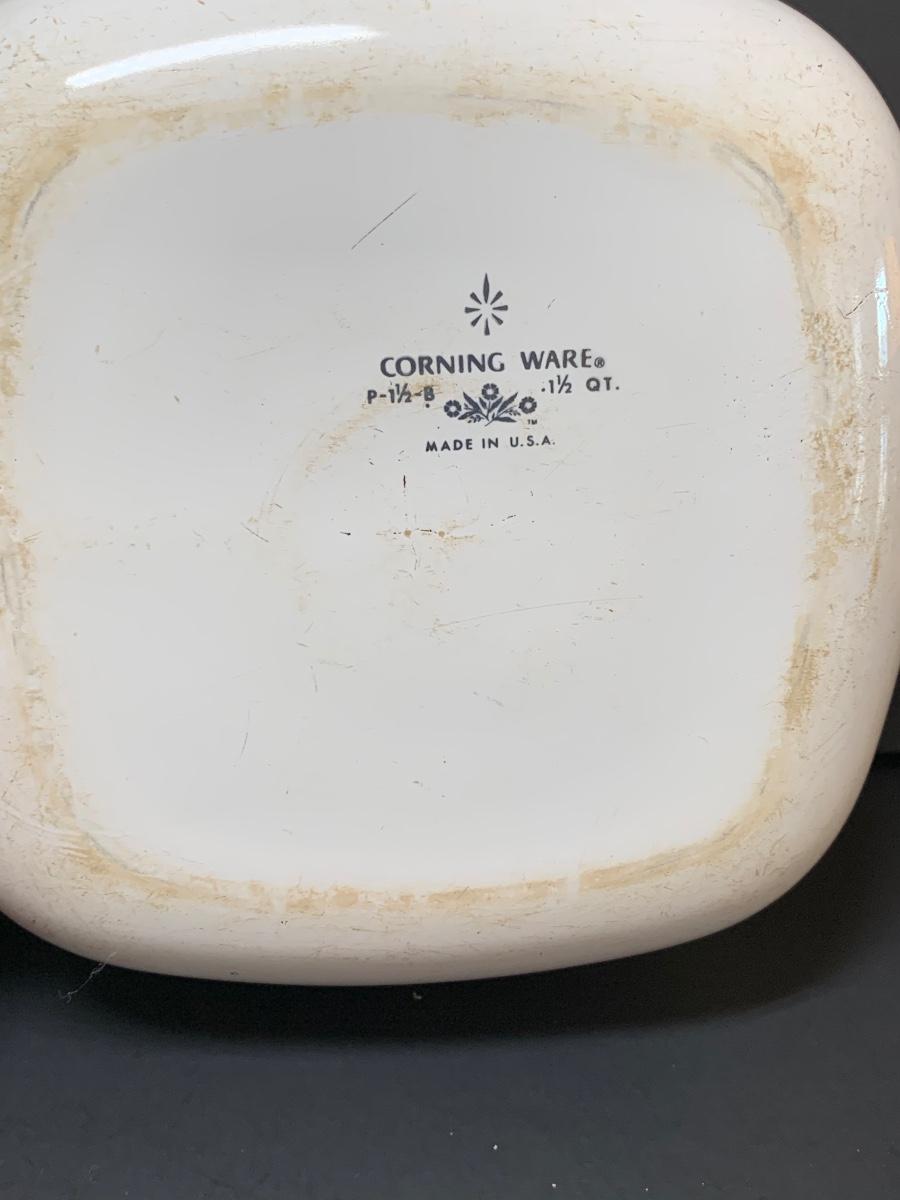 CORNING WARE®
P-1½-B .1½ QT.
TM
MADE IN U.S.A.